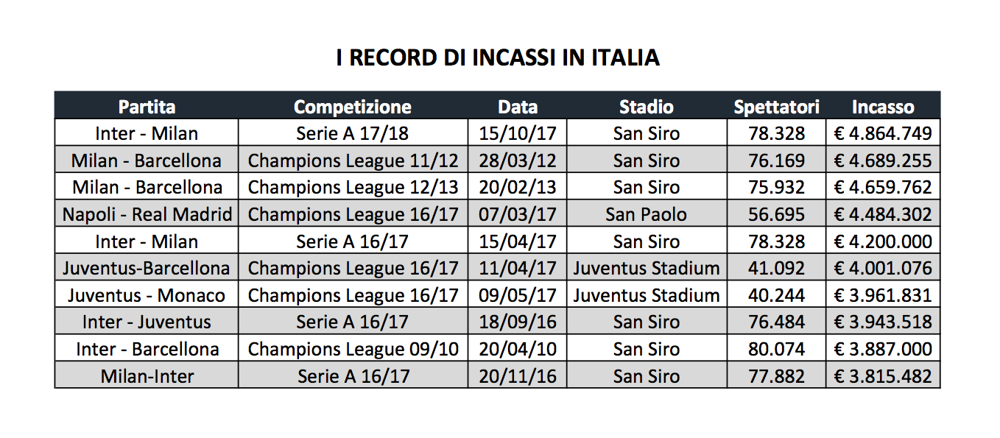 I RECORD DI INCASSI IN ITALIA
Partita Competizione Data Stadio Spettatori Incasso
Inter - Milan Serie A 17/18 15/10/17 San Siro 78.328 € 4.864.749
Milan - Barcellona Champions League 11/12 28/03/12 San Siro 76.169 € 4.689.255
Milan - Barcellona Champions League 12/13 20/02/13 San Siro 75.932 € 4.659.762
Napoli - Real Madrid Champions League 16/17 07/03/17 San Paolo 56.695 € 4.484.302
Inter - Milan Serie A 16/17 15/04/17 San Siro 78.328 € 4.200.000
Juventus-Barcellona Champions League 16/17 11/04/17 Juventus Stadium 41.092 € 4.001.076
Juventus - Monaco Champions League 16/17 09/05/17 Juventus Stadium 40.244 € 3.961.831
Inter - Juventus Serie A 16/17 18/09/16 San Siro 76.484 € 3.943.518
Inter - Barcellona Champions League 09/10 20/04/10 San Siro 80.074 € 3.887.000
Milan-Inter Serie A 16/17 20/11/16 San Siro 77.882 € 3.815.482